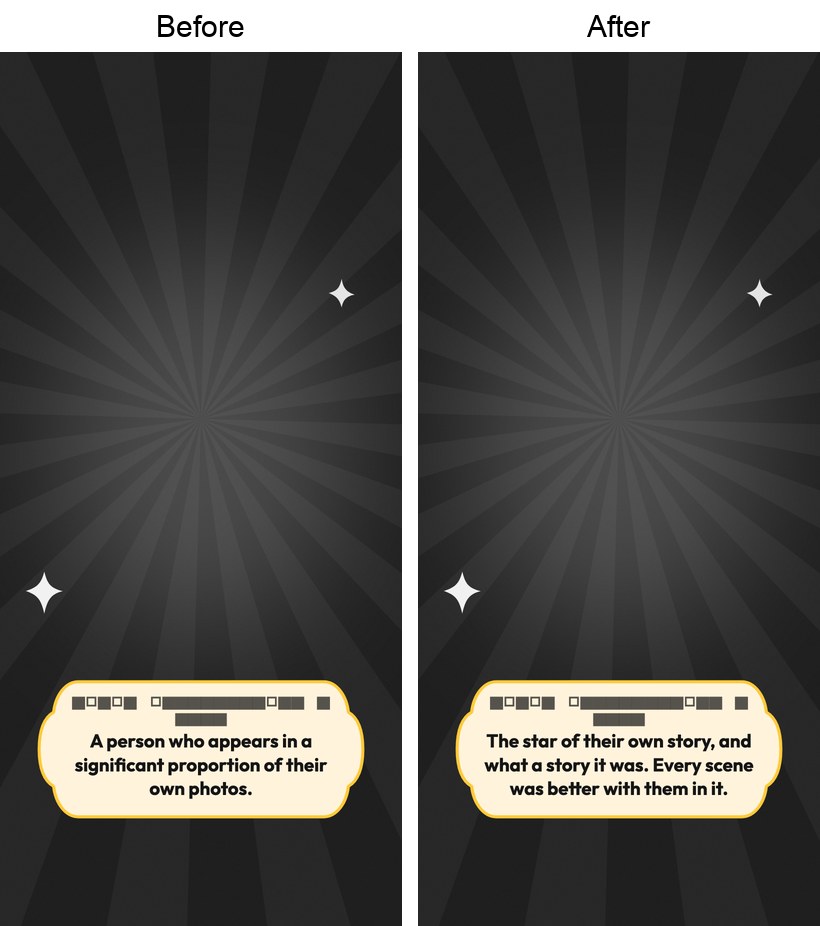 Before
After
A person who appears in a
significant proportion of their
own photos.
The star of their own story, and
what a story it was. Every scene
was better with them in it.